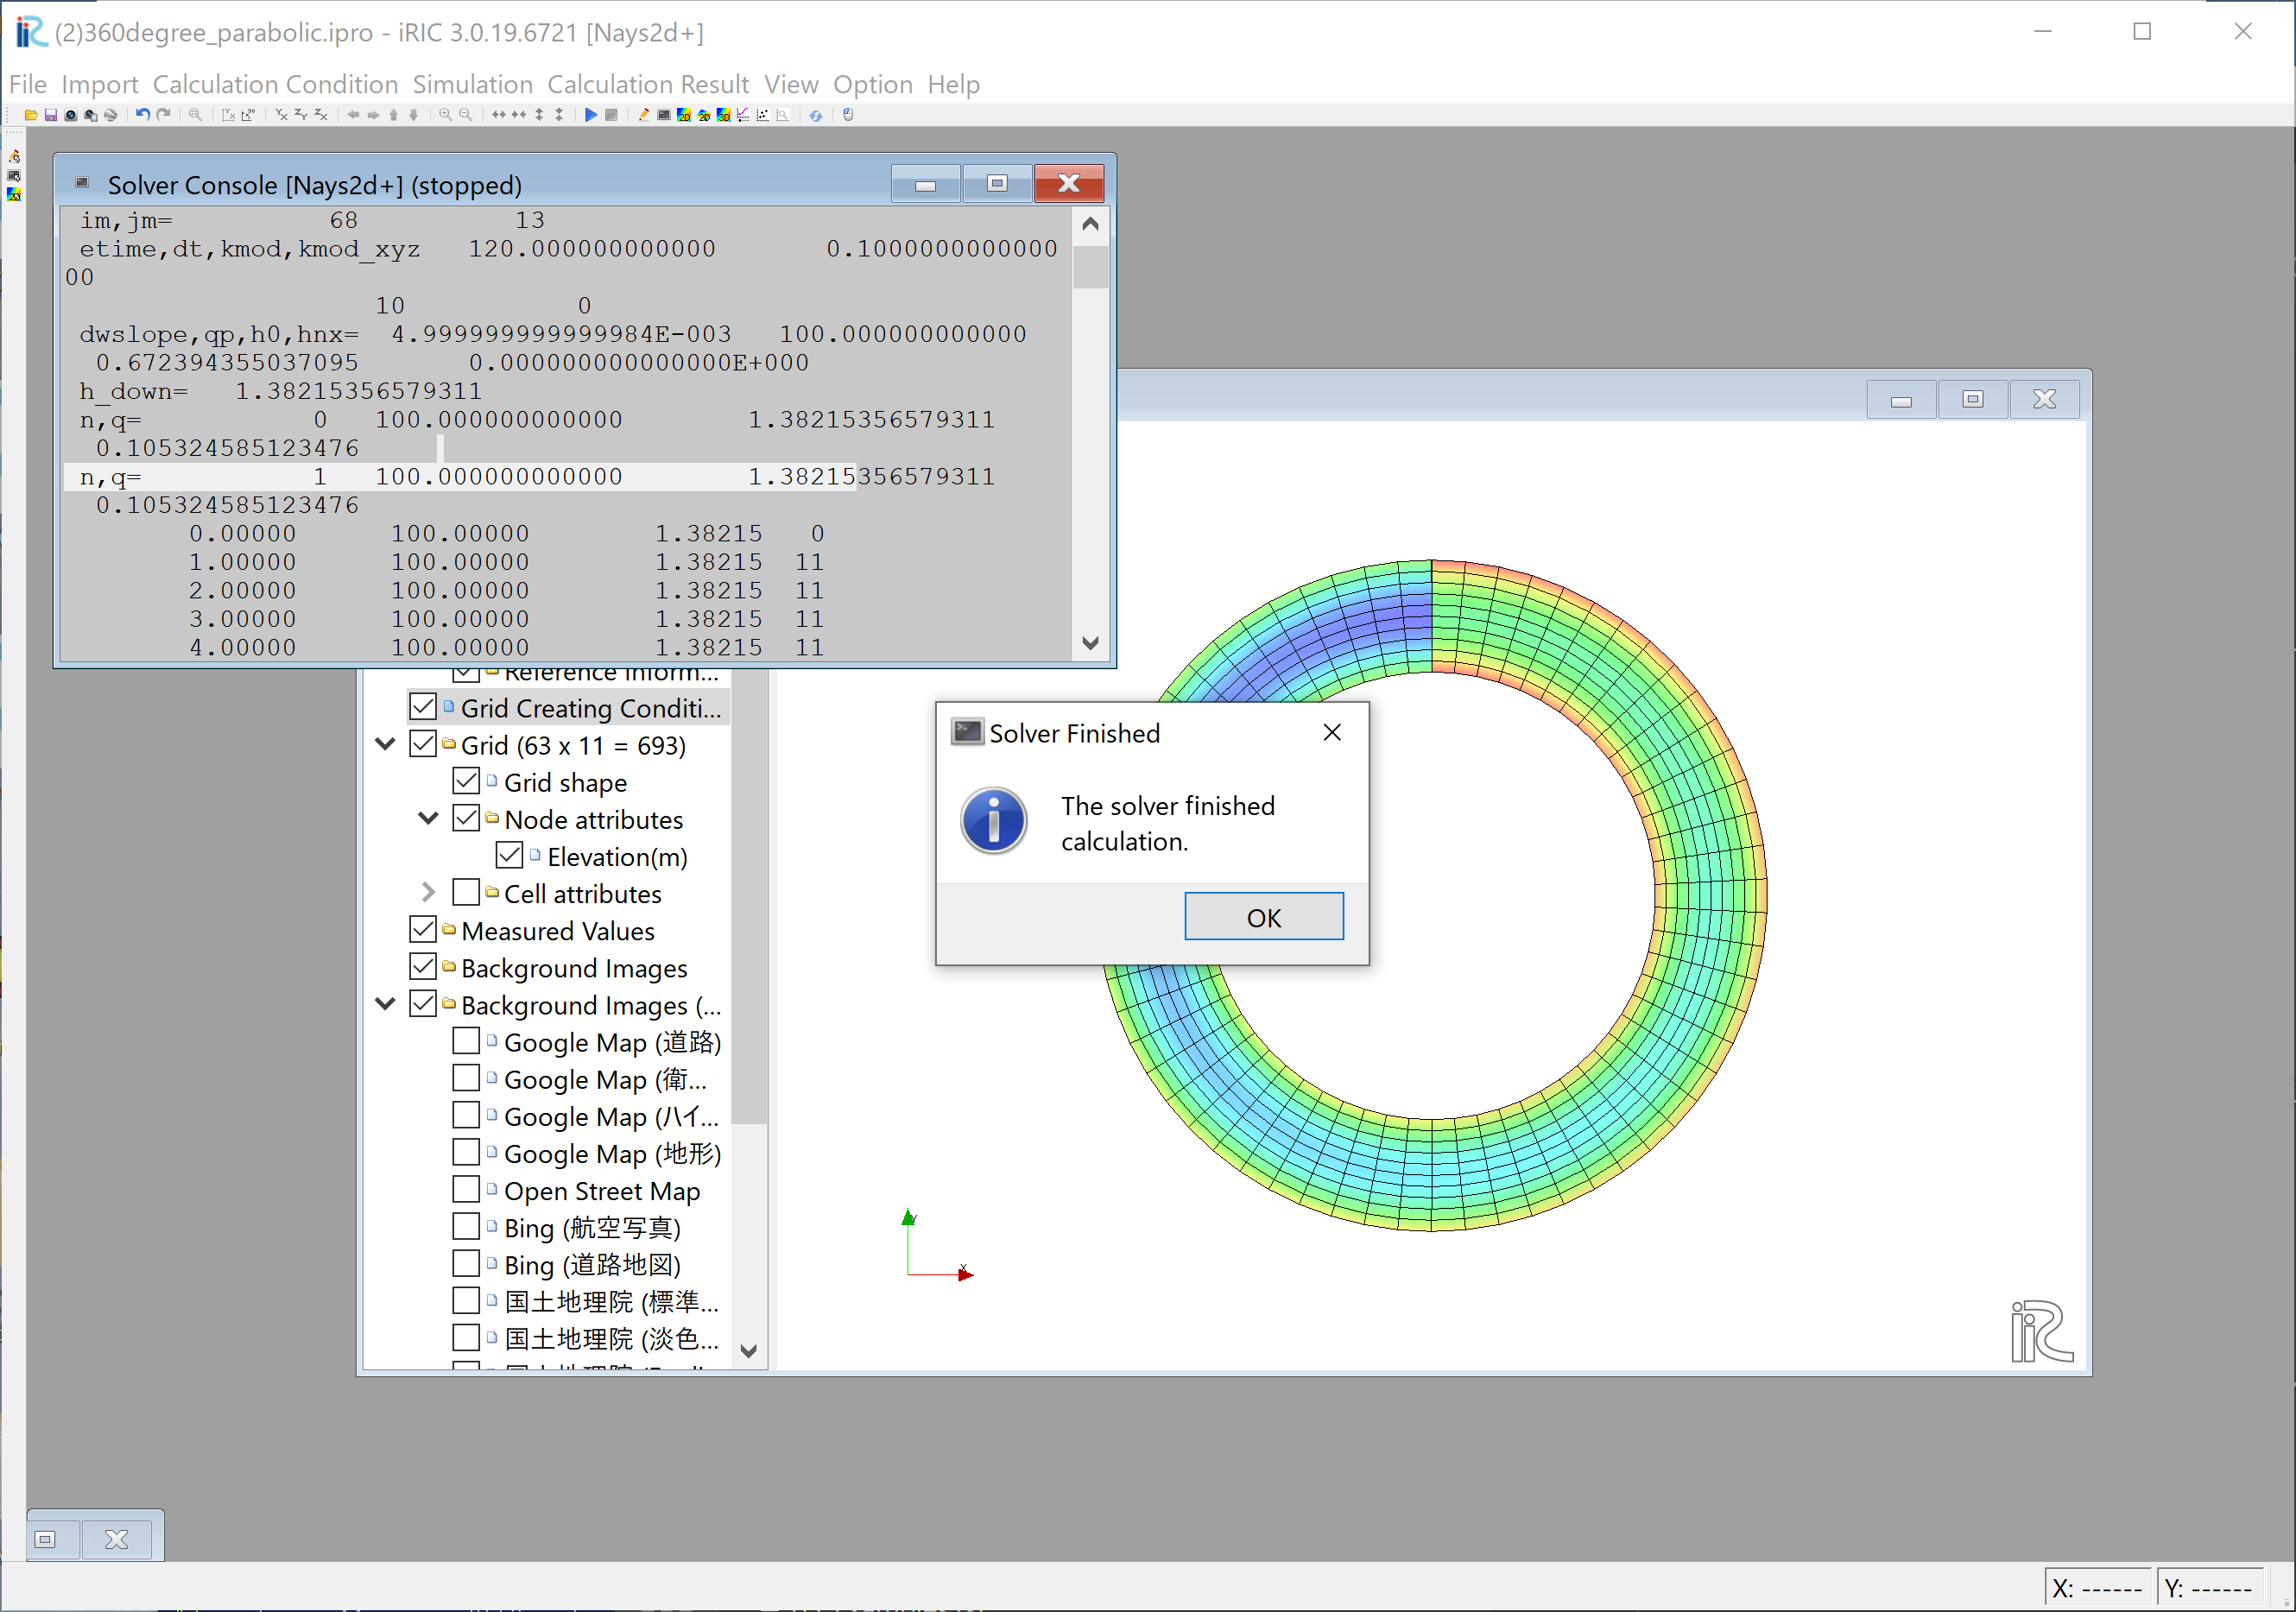 (2)360degree_parabolic.ipro - iRIC 3.0.19.6721 [Nays2d+]
File Import Calculation Condition Simulation Calculation Result View Option Help
Solver Console [Nays2d+] (stopped)
im,jm= 68 13
etime,dt,kmod,kmod_xyz 120.000000000000 0.1000000000000
00
10 0
dwslope,qp,h0,hnx= 4.999999999999984E-003 100.000000000000
0.672394355037095 0.000000000000000E+000
h_down= 1.38215356579311
n,q= 0 100.000000000000 1.38215356579311
0.105324585123476
n,q= 1 100.000000000000 1.38215356579311
0.105324585123476
0.00000 100.00000 1.38215 0
1.00000 100.00000 1.38215 11
2.00000 100.00000 1.38215 11
3.00000 100.00000 1.38215 11
4.00000 100.00000 1.38215 11
Reference Inform...
Grid Creating Conditi...
Grid (63 x 11 = 693)
Grid shape
Node attributes
Elevation(m)
Cell attributes
Measured Values
Background Images
Background Images (...
Google Map (道路)
Google Map (衛...
Google Map (ハイ...
Google Map (地形)
Open Street Map
Bing (航空写真)
Bing (道路地図)
国土地理院 (標準...
国土地理院 (淡色...
Solver Finished
The solver finished
calculation.
OK
Y
X
iRIC
X: ------ Y: ------